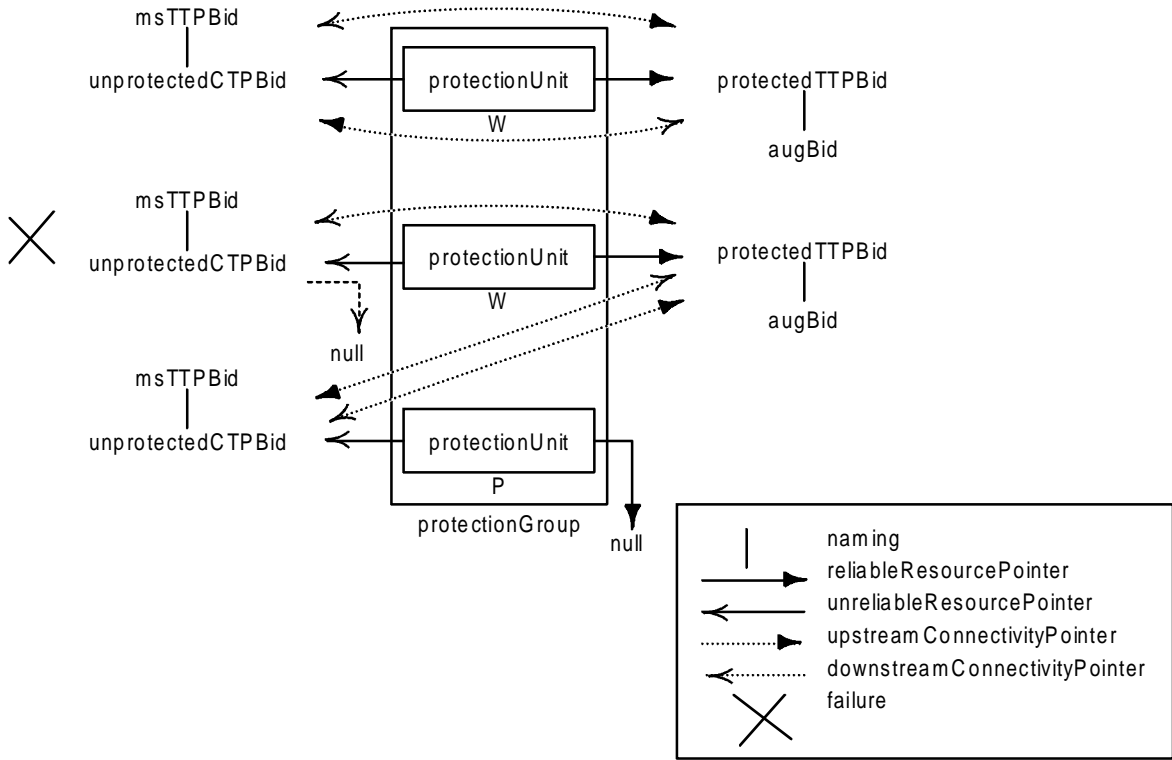 msTTPBid
unprotectedCTPBid
protectionUnit
protectedTTPBid
W
augBid
msTTPBid
unprotectedCTPBid
protectionUnit
protectedTTPBid
W
augBid
null
msTTPBid
unprotectedCTPBid
protectionUnit
P
protectionGroup
null
naming
reliableResourcePointer
unreliableResourcePointer
upstreamConnectivityPointer
downstreamConnectivityPointer
failure